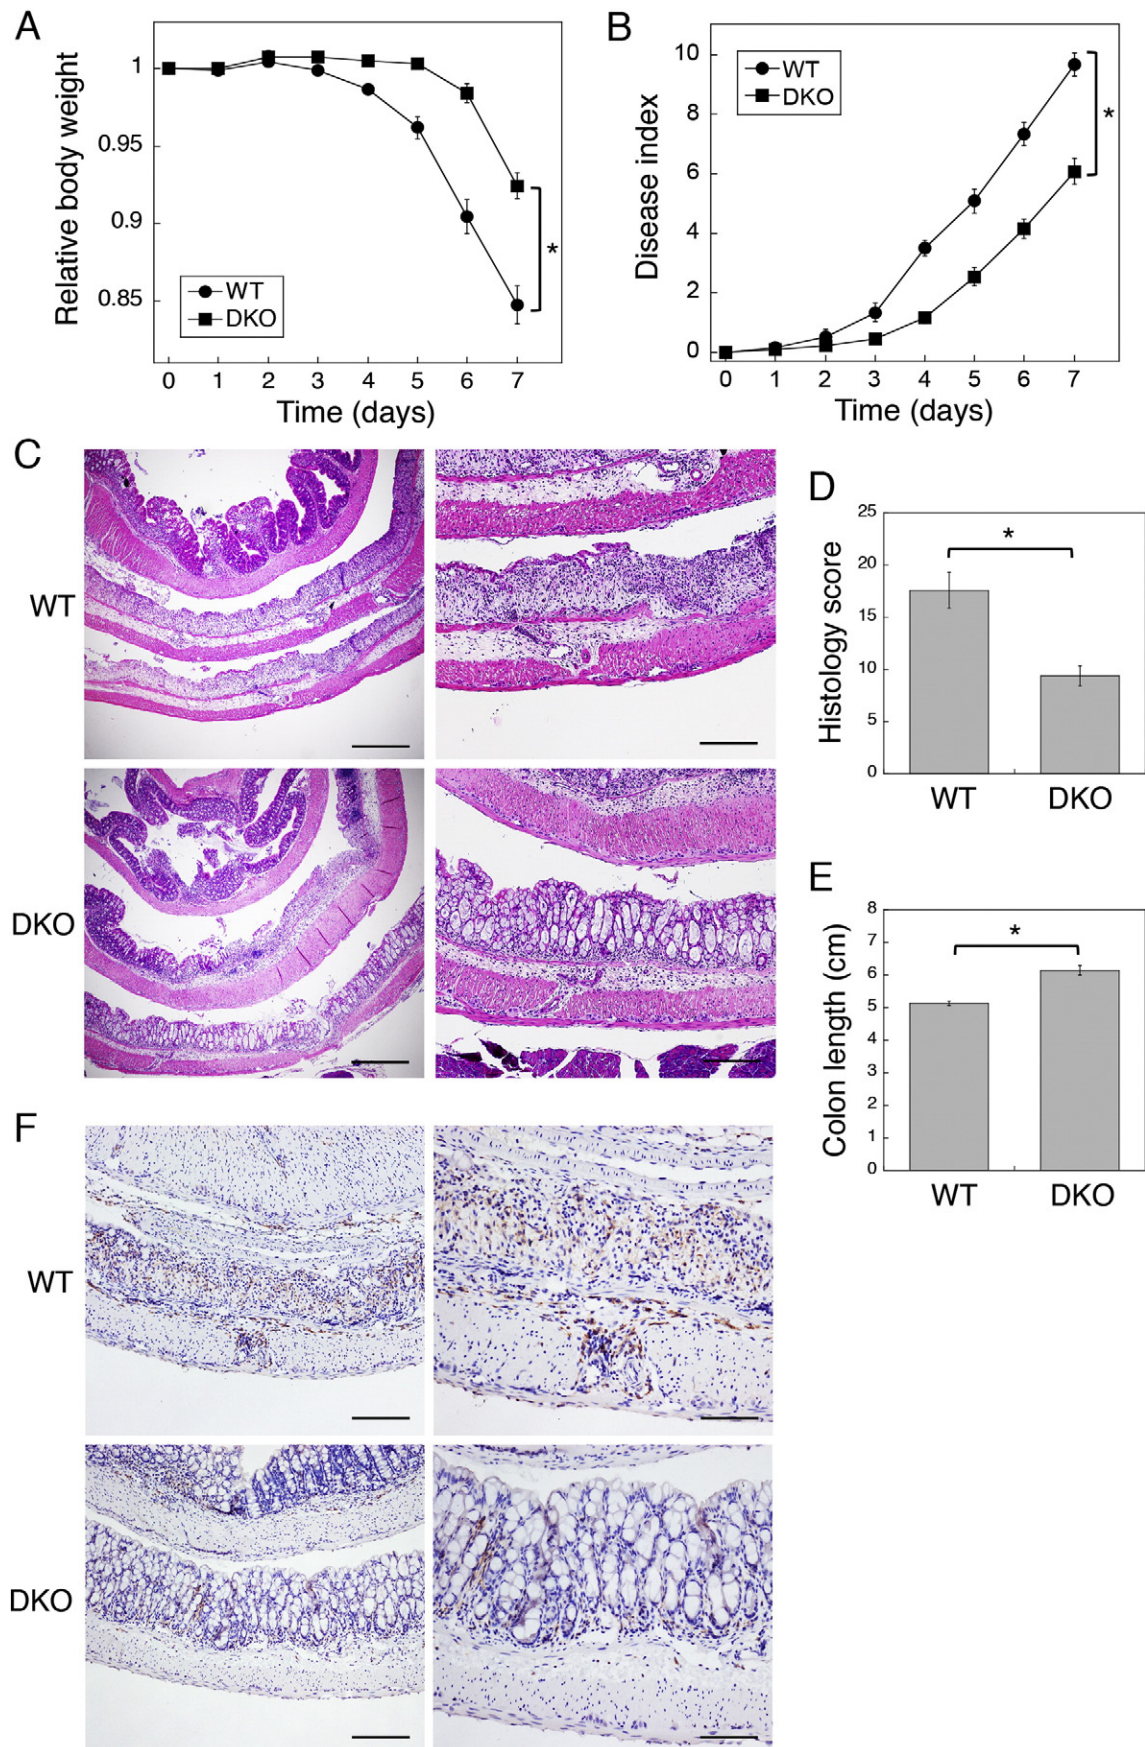 A
Relative body weight
1
0.95
0.9
0.85
WT
DKO
*
0 1 2 3 4 5 6 7
Time (days)
B
Disease index
10
8
6
4
2
0
WT
DKO
*
0 1 2 3 4 5 6 7
Time (days)
C
WT
DKO
D
Histology score
25
20
15
10
5
0
*
WT DKO
E
Colon length (cm)
8
7
6
5
4
3
2
1
0
*
WT DKO
F
WT
DKO